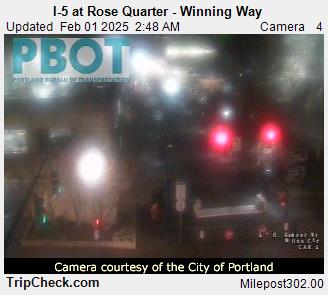 I-5 at Rose Quarter - Winning Way
Updated Feb 01 2025 2:48 AM Camera 4
PBOT
PORTLAND BUREAU OF TRANSPORTATION
Camera courtesy of the City of Portland
TripCheck.com Milepost302.00